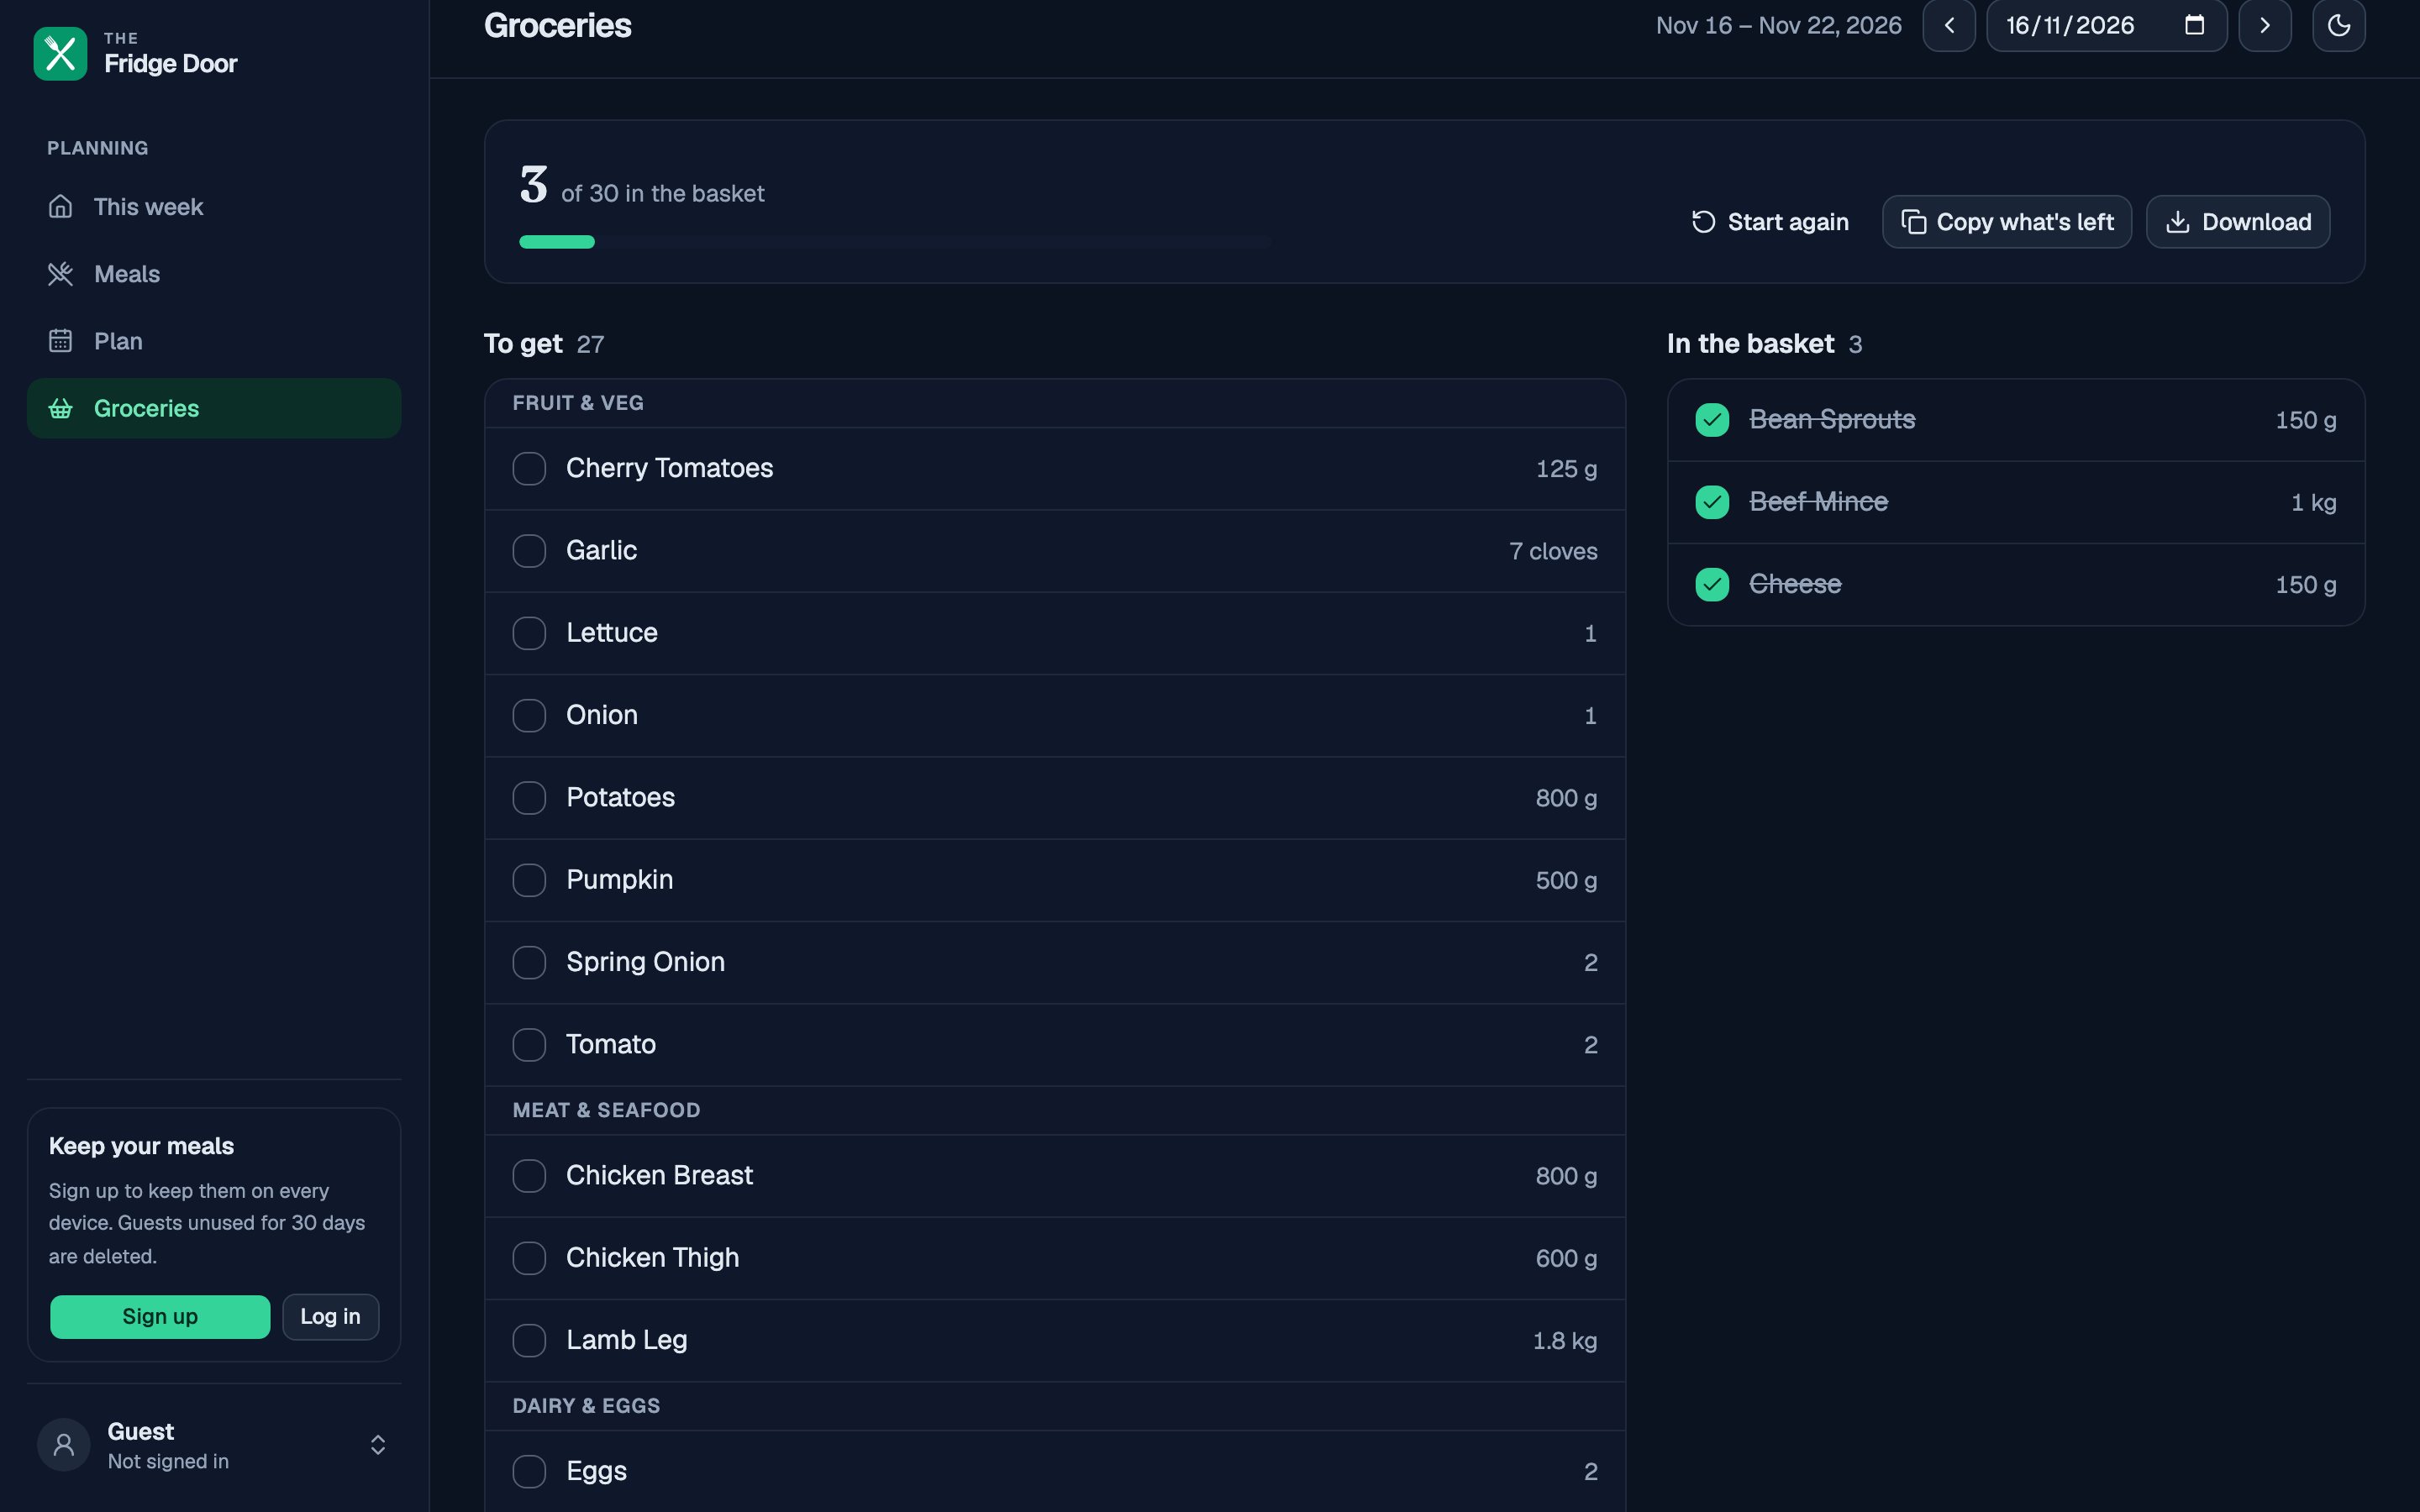 THE
Fridge Door
PLANNING
This week
Meals
Plan
Groceries
Keep your meals
Sign up to keep them on every
device. Guests unused for 30 days
are deleted.
Sign up
Log in
Guest
Not signed in
Groceries
Nov 16 – Nov 22, 2026
16/11/2026
3 of 30 in the basket
Start again
Copy what's left
Download
To get 27
FRUIT & VEG
Cherry Tomatoes 125 g
Garlic 7 cloves
Lettuce 1
Onion 1
Potatoes 800 g
Pumpkin 500 g
Spring Onion 2
Tomato 2
MEAT & SEAFOOD
Chicken Breast 800 g
Chicken Thigh 600 g
Lamb Leg 1.8 kg
DAIRY & EGGS
Eggs 2
In the basket 3
Bean Sprouts 150 g
Beef Mince 1 kg
Cheese 150 g